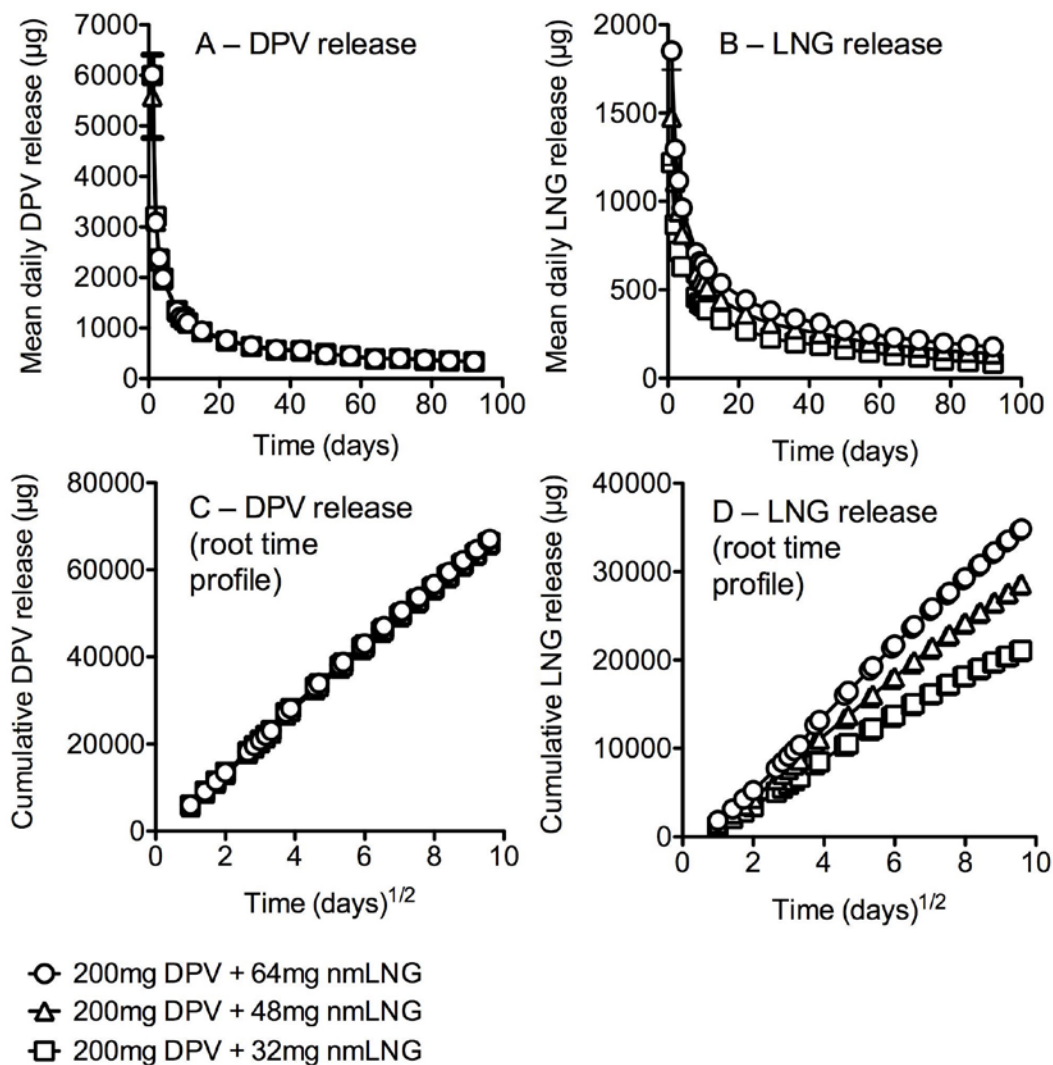 A – DPV release
Mean daily DPV release (µg)
7000
6000
5000
4000
3000
2000
1000
0
0 20 40 60 80 100
Time (days)
B – LNG release
Mean daily LNG release (µg)
2000
1500
1000
500
0
0 20 40 60 80 100
Time (days)
C – DPV release
(root time
profile)
Cumulative DPV release (µg)
80000
60000
40000
20000
0
0 2 4 6 8 10
Time (days)1/2
D – LNG release
(root time
profile)
Cumulative LNG release (µg)
40000
30000
20000
10000
0
0 2 4 6 8 10
Time (days)1/2
200mg DPV + 64mg nmLNG
200mg DPV + 48mg nmLNG
200mg DPV + 32mg nmLNG